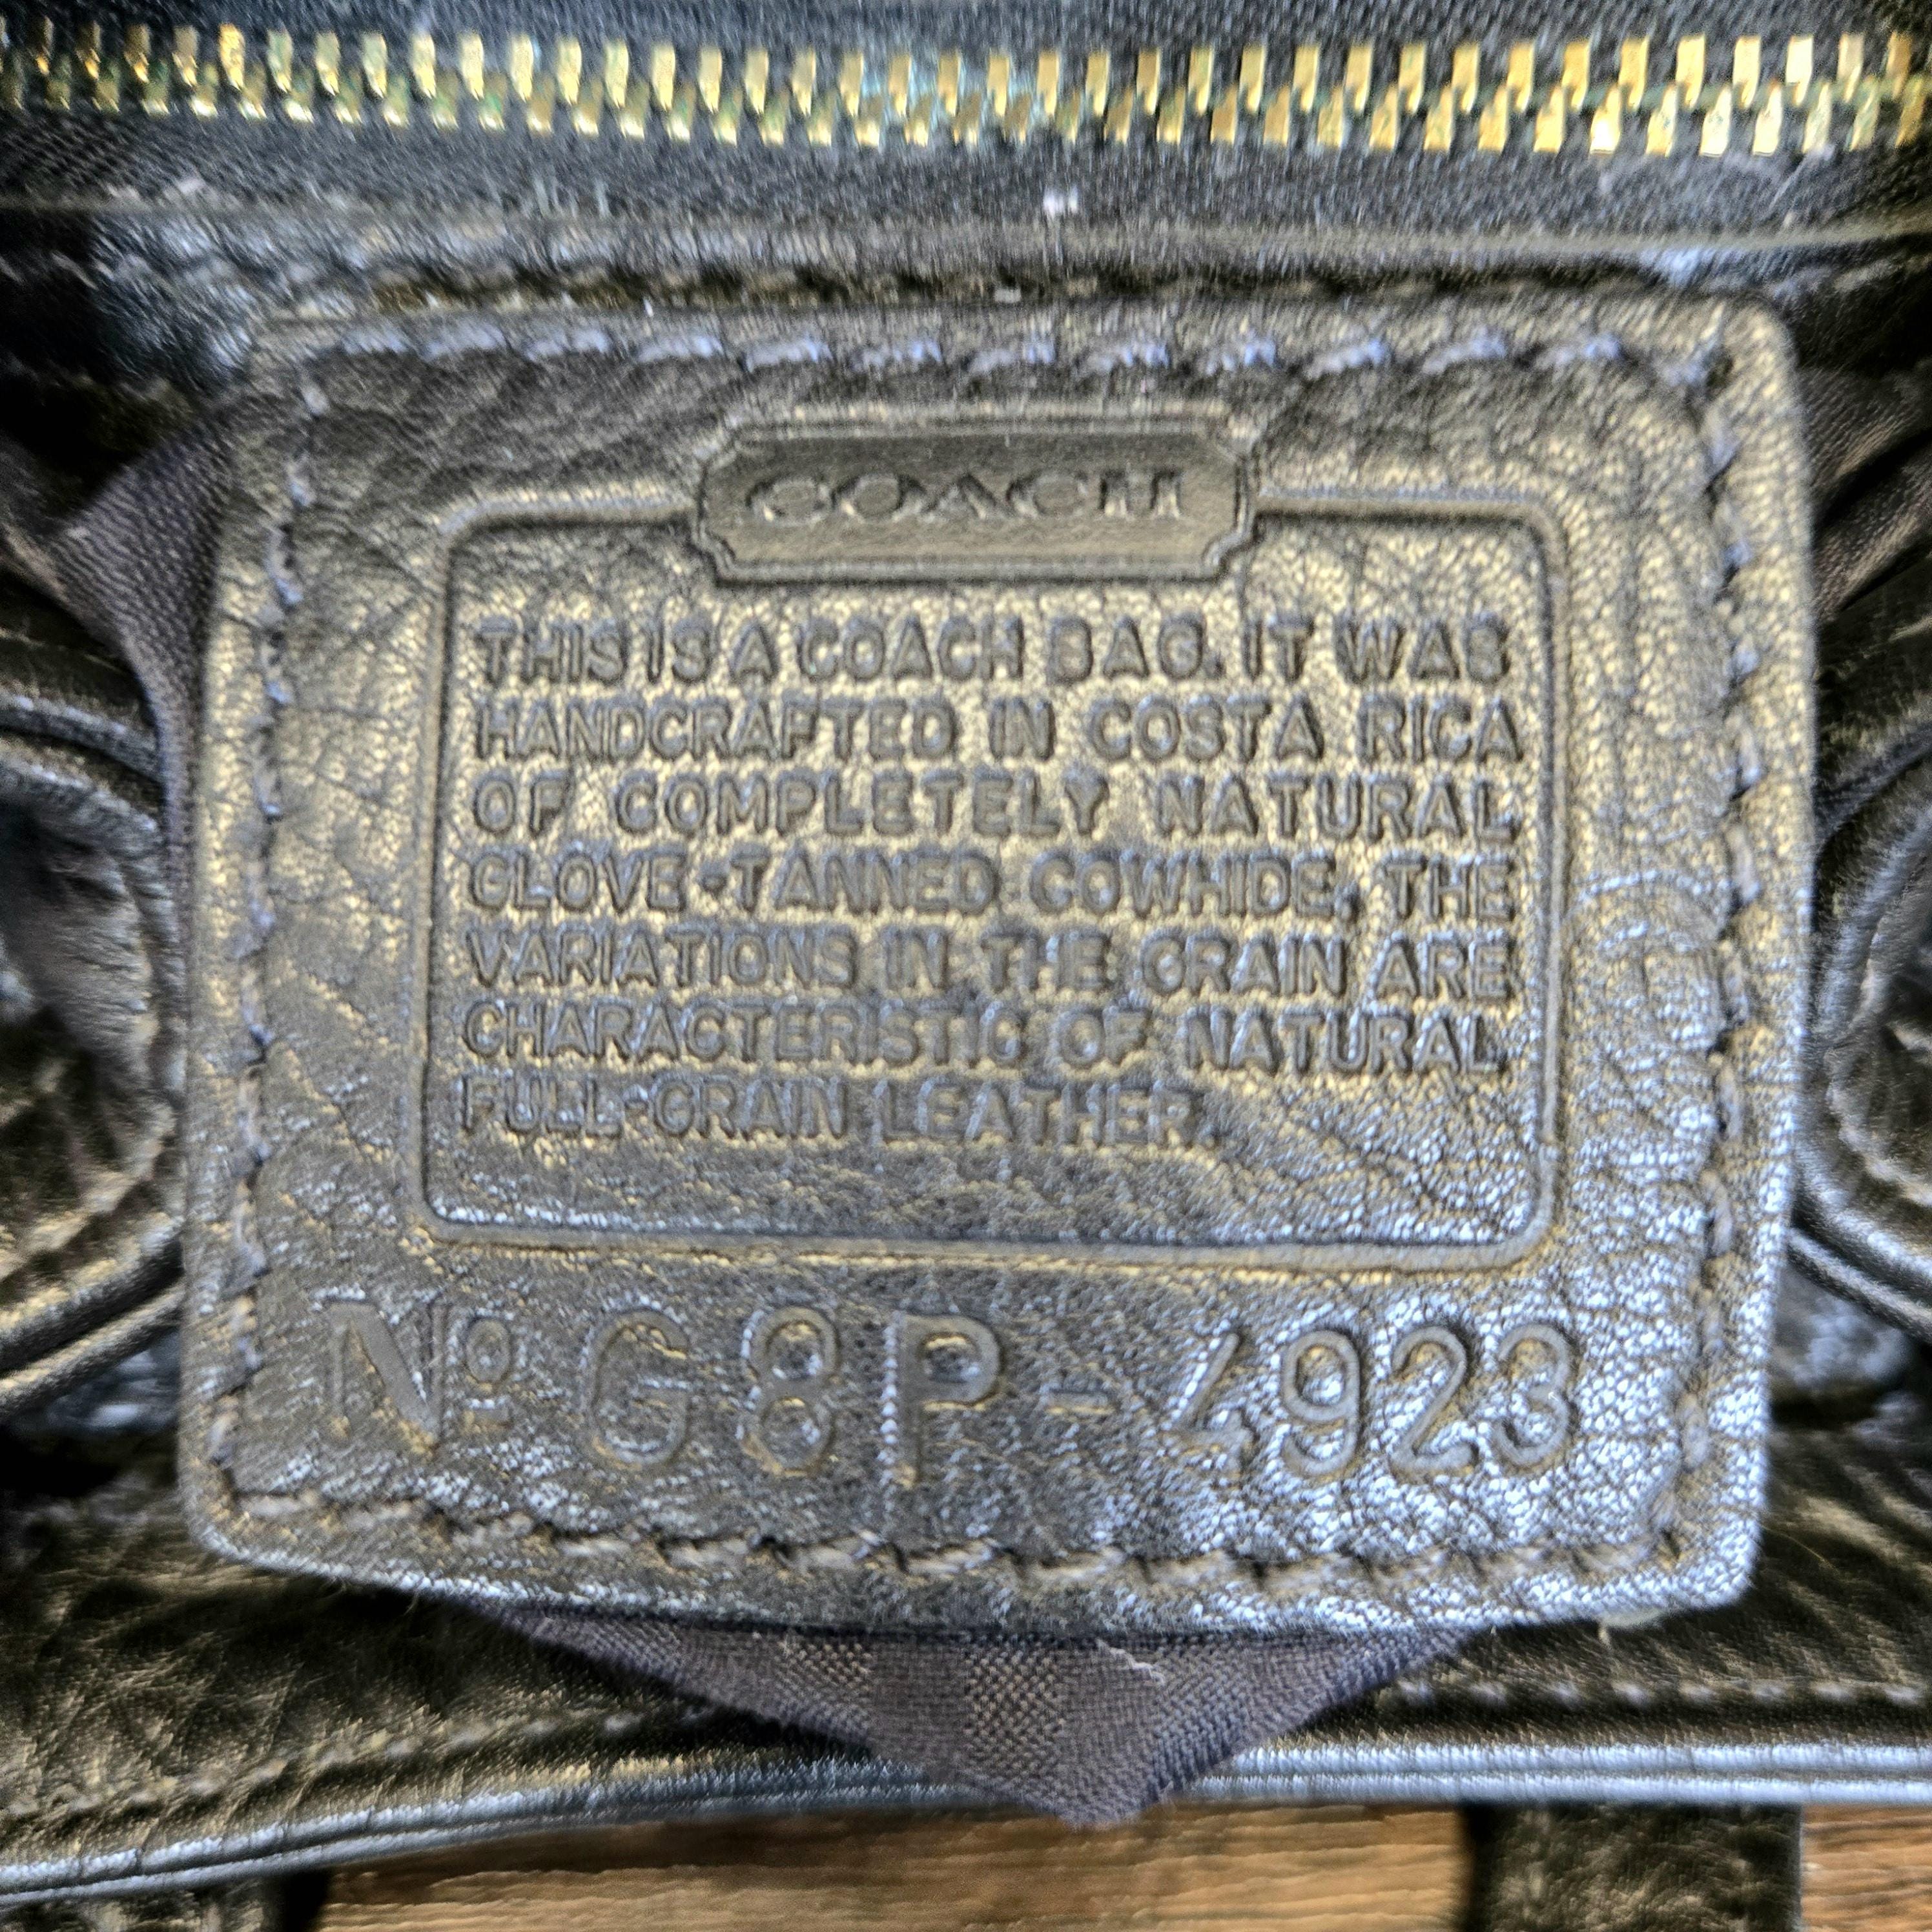 COACH
THIS IS A COACH BAG. IT WAS
HANDCRAFTED IN COSTA RICA
OF COMPLETELY NATURAL
GLOVE-TANNED COWHIDE. THE
VARIATIONS IN THE GRAIN ARE
CHARACTERISTIC OF NATURAL
FULL-GRAIN LEATHER.
Nº G8P-4923